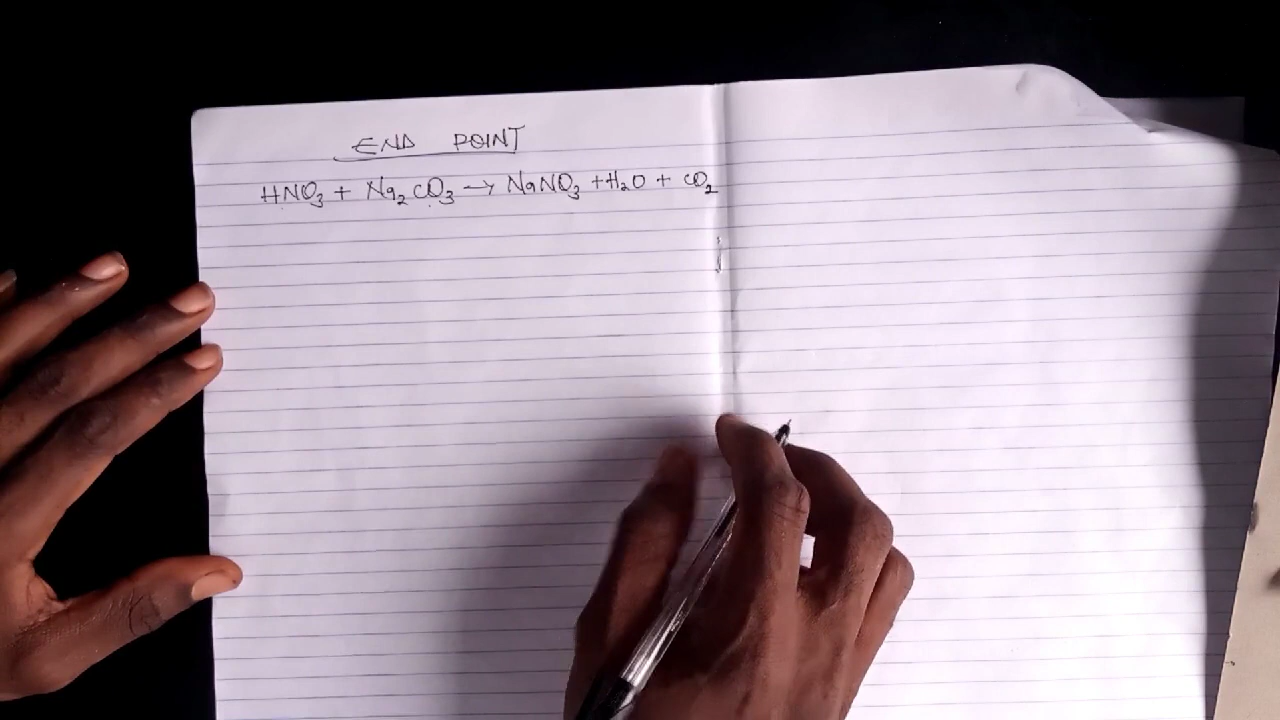 END POINT
HNO₃ + Na₂CO₃ → NaNO₃ + H₂O + CO₂